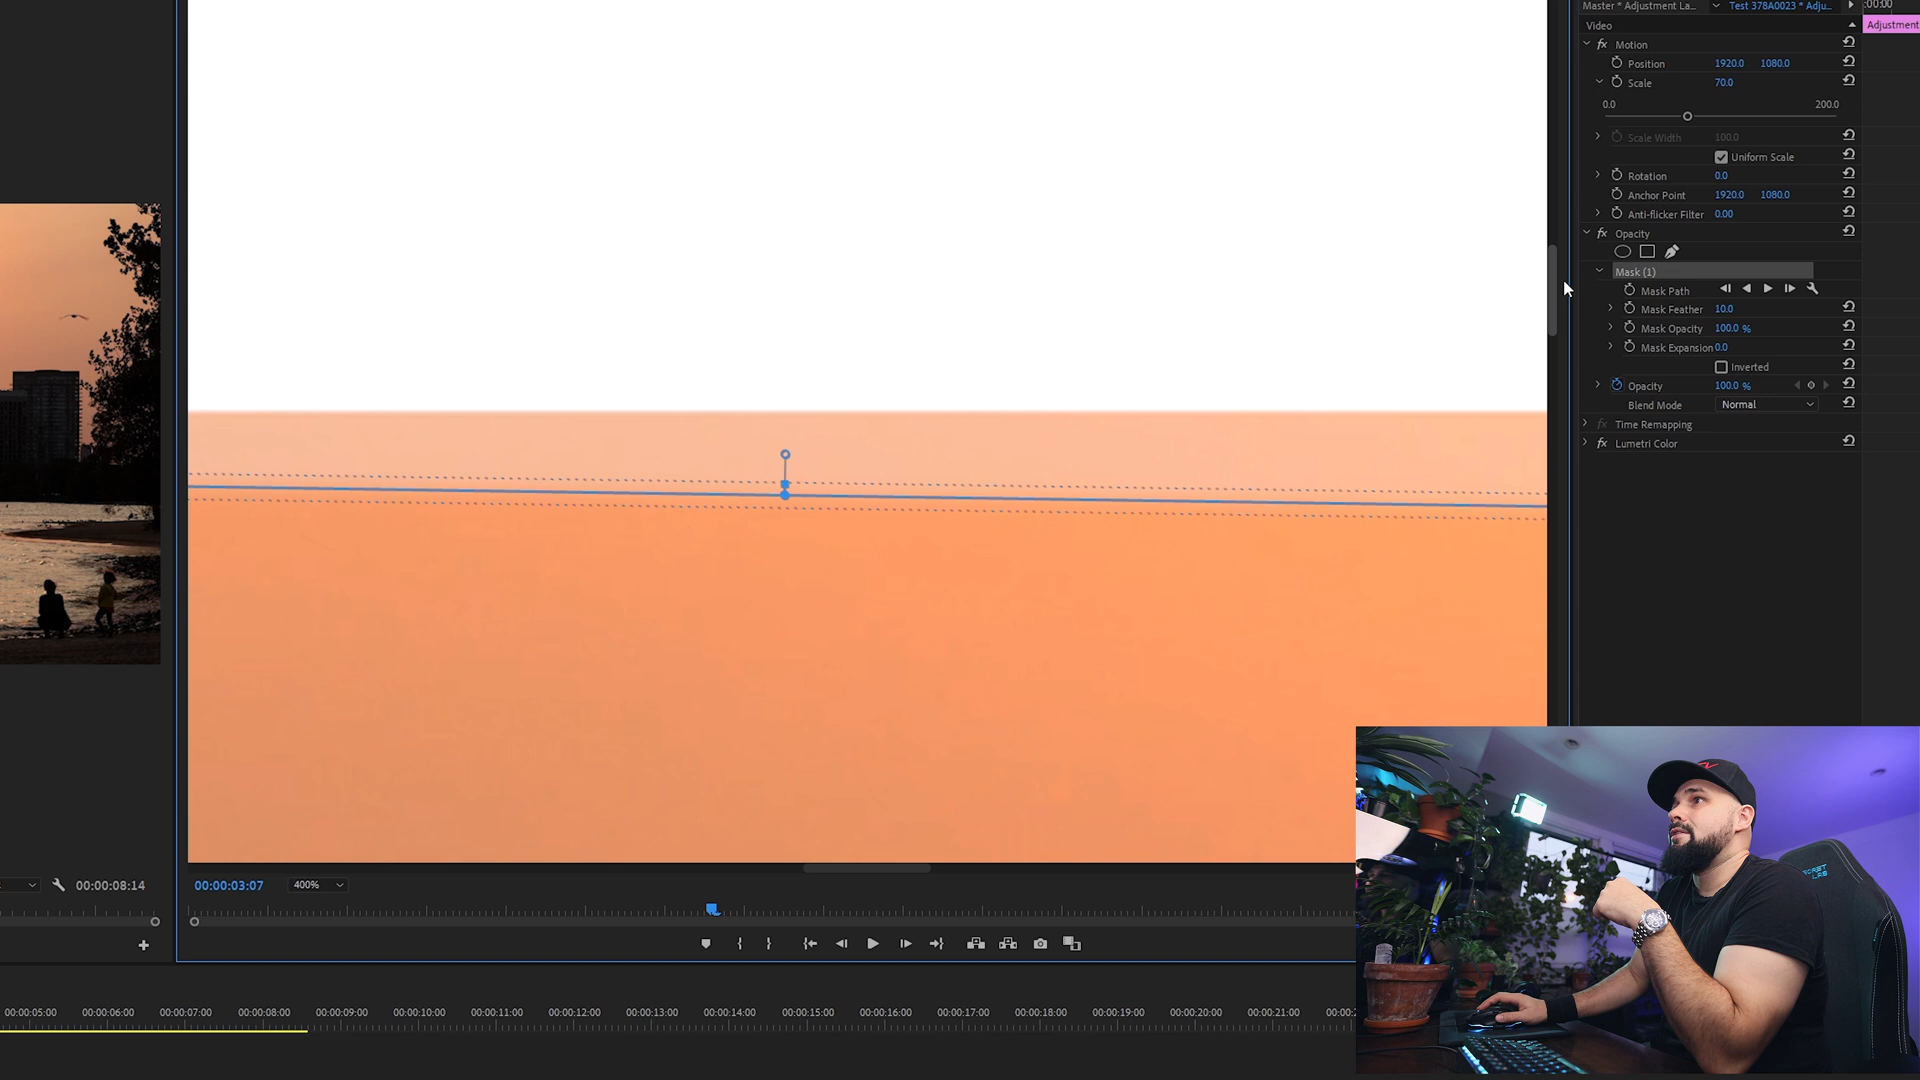 Master * Adjustment La...
Test 378A0023 * Adju...
:00:00
Video
Adjustment
Motion
Position 1920.0 1080.0
Scale 70.0
0.0 200.0
Scale Width 100.0
Uniform Scale
Rotation 0.0
Anchor Point 1920.0 1080.0
Anti-flicker Filter 0.00
Opacity
Mask (1)
Mask Path
Mask Feather 10.0
Mask Opacity 100.0 %
Mask Expansion 0.0
Inverted
Opacity 100.0 %
Blend Mode Normal
Time Remapping
Lumetri Color
00:00:08:14
00:00:03:07
400%
00:00:05:00 00:00:06:00 00:00:07:00 00:00:08:00 00:00:09:00 00:00:10:00 00:00:11:00 00:00:12:00 00:00:13:00 00:00:14:00 00:00:15:00 00:00:16:00 00:00:17:00 00:00:18:00 00:00:19:00 00:00:20:00 00:00:21:00 00:00:2